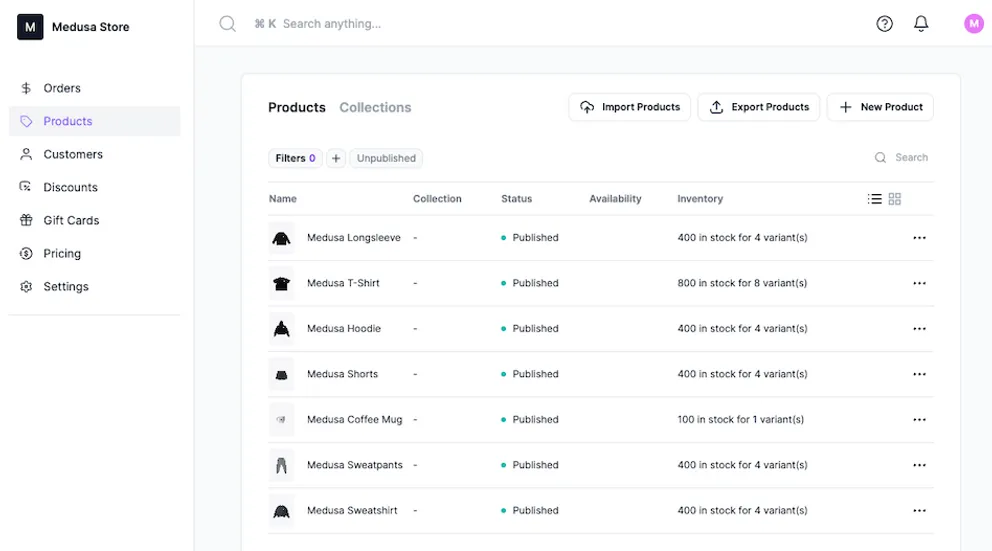 M Medusa Store
⌘ K Search anything...
M
Orders
Products
Customers
Discounts
Gift Cards
Pricing
Settings
Products Collections
Import Products Export Products New Product
Filters 0 + Unpublished Search
Name Collection Status Availability Inventory
Medusa Longsleeve - Published 400 in stock for 4 variant(s)
Medusa T-Shirt - Published 800 in stock for 8 variant(s)
Medusa Hoodie - Published 400 in stock for 4 variant(s)
Medusa Shorts - Published 400 in stock for 4 variant(s)
Medusa Coffee Mug - Published 100 in stock for 1 variant(s)
Medusa Sweatpants - Published 400 in stock for 4 variant(s)
Medusa Sweatshirt - Published 400 in stock for 4 variant(s)